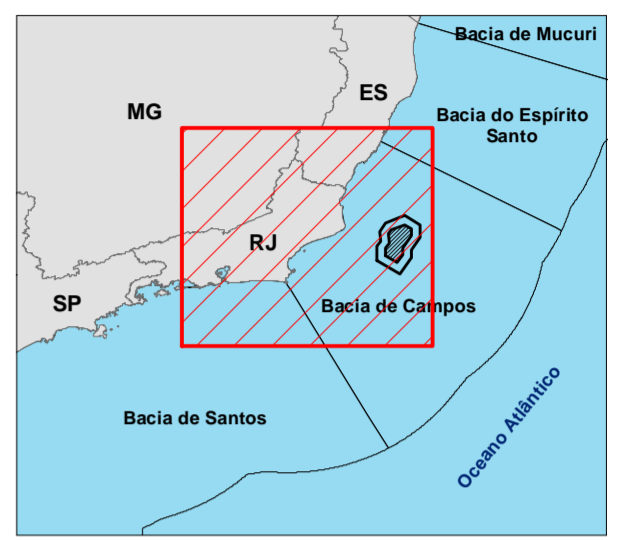 Bacia de Mucuri
ES
MG
Bacia do Espírito
Santo
RJ
SP
Bacia de Campos
Bacia de Santos
Oceano Atlântico